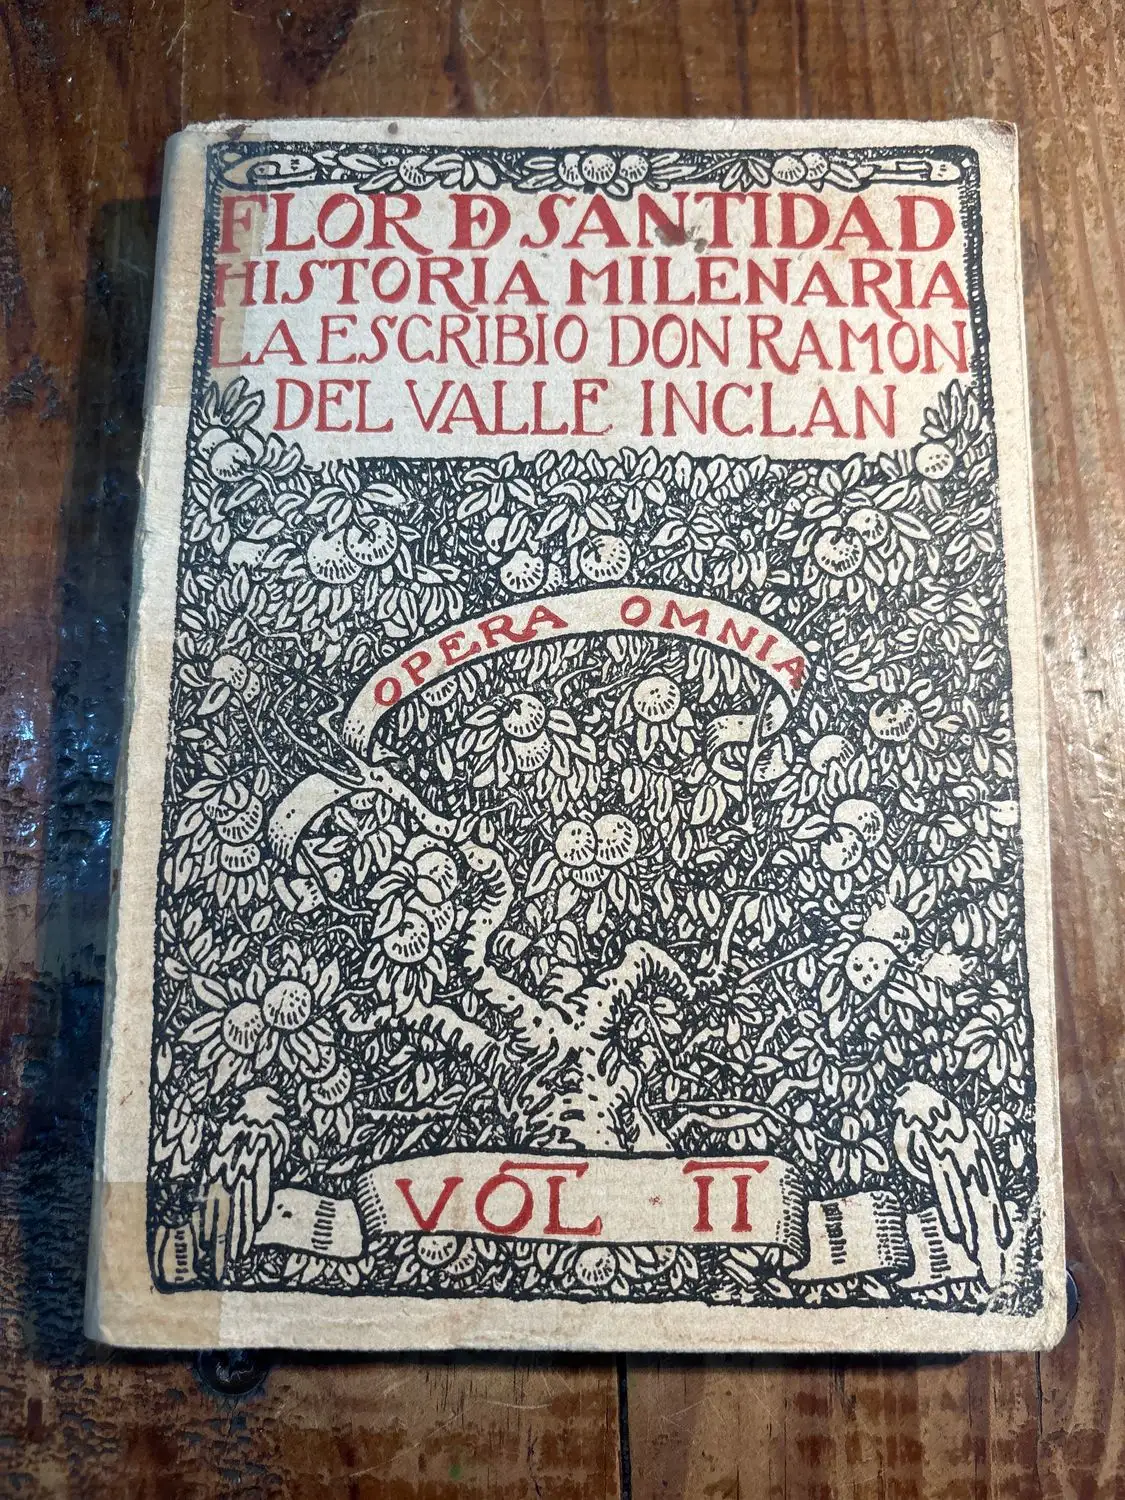 FLOR DE SANTIDAD
HISTORIA MILENARIA
LA ESCRIBIO DON RAMON
DEL VALLE INCLAN
OPERA OMNIA
VOL II